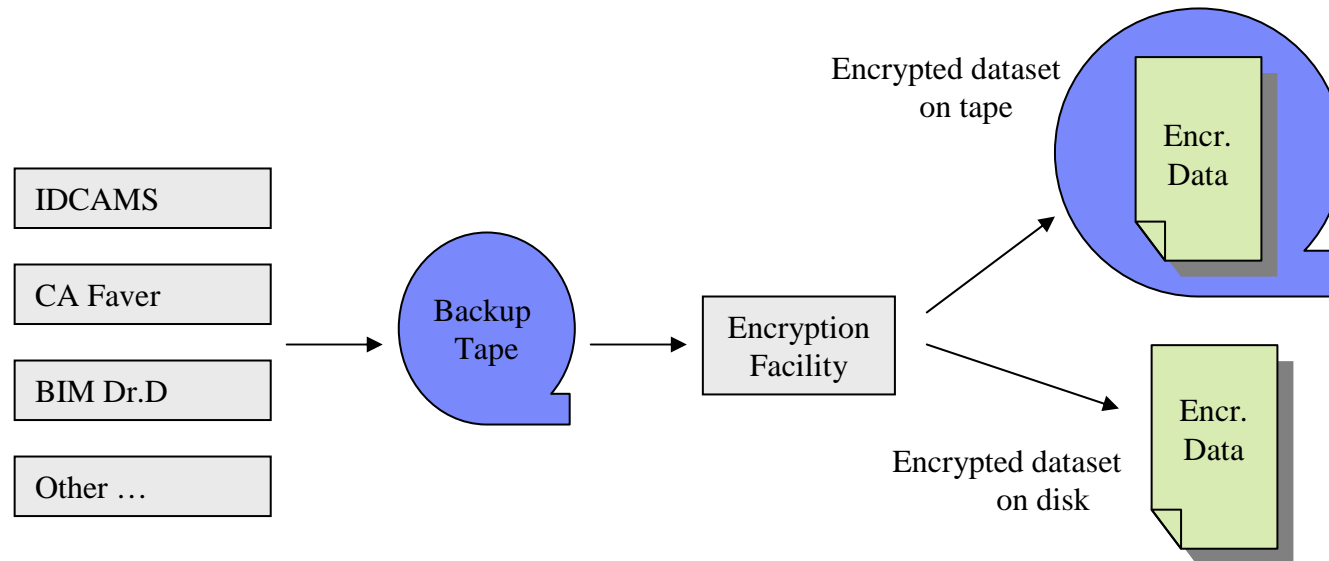 IDCAMS
CA Faver
BIM Dr.D
Other …
Backup
Tape
Encryption
Facility
Encrypted dataset
on tape
Encr.
Data
Encrypted dataset
on disk
Encr.
Data